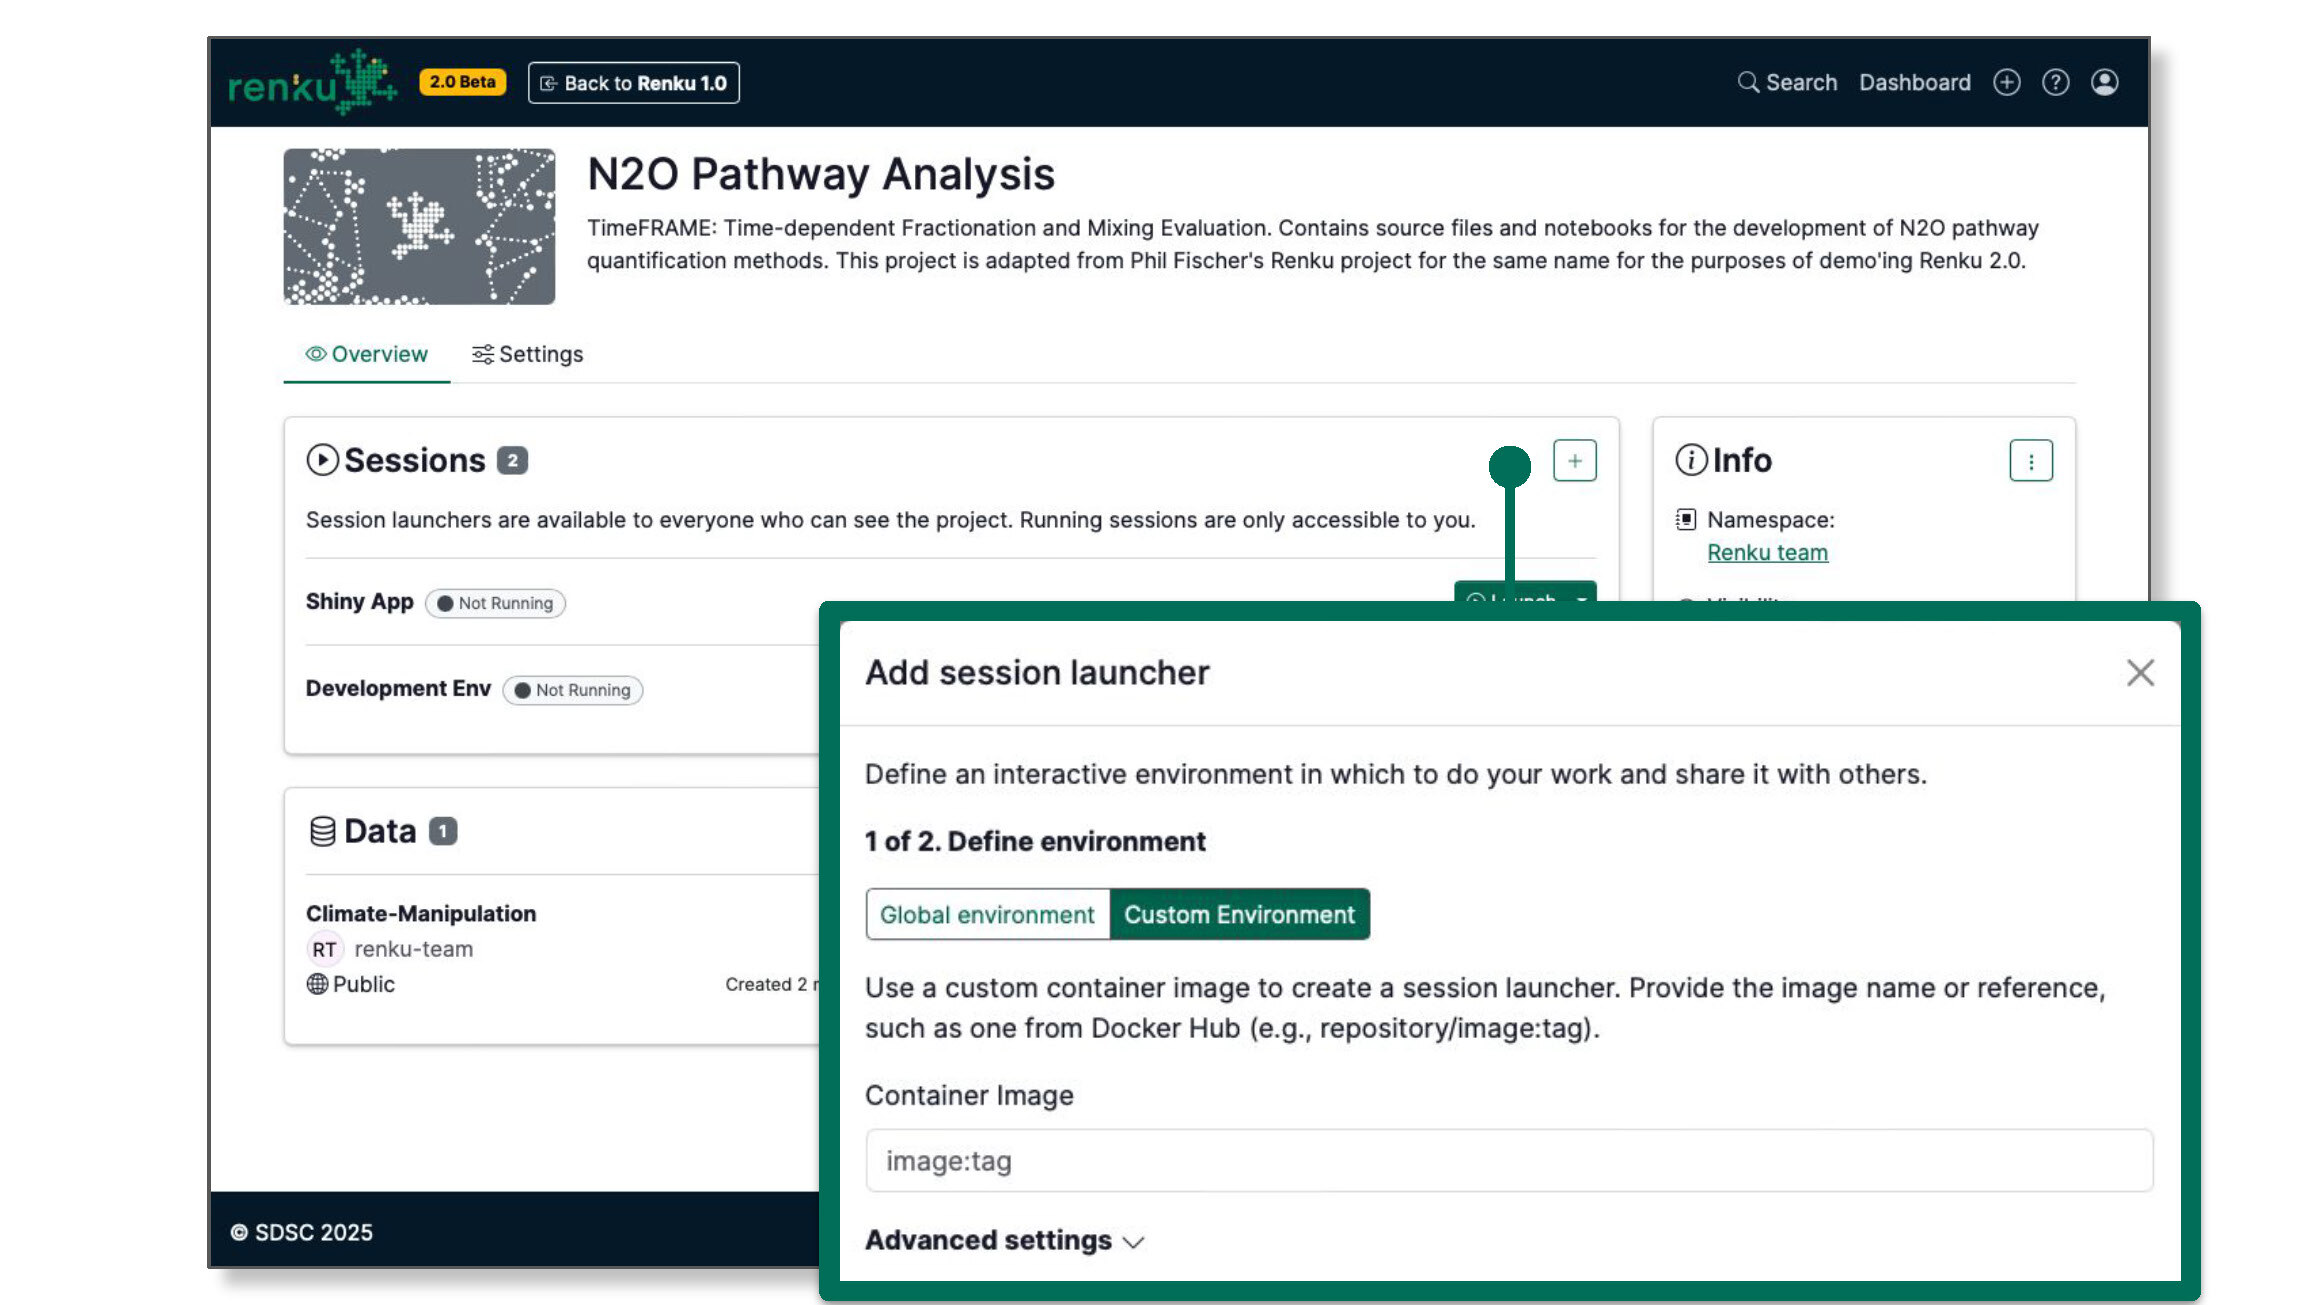 renku
2.0 Beta
Back to Renku 1.0
Search
Dashboard
N2O Pathway Analysis
TimeFRAME: Time-dependent Fractionation and Mixing Evaluation. Contains source files and notebooks for the development of N2O pathway
quantification methods. This project is adapted from Phil Fischer's Renku project for the same name for the purposes of demo'ing Renku 2.0.
Overview
Settings
Sessions 2
Session launchers are available to everyone who can see the project. Running sessions are only accessible to you.
Shiny App
Not Running
Development Env
Not Running
Info
Namespace:
Renku team
Data 1
Climate-Manipulation
RT renku-team
Public
Created 2
© SDSC 2025
Add session launcher
Define an interactive environment in which to do your work and share it with others.
1 of 2. Define environment
Global environment
Custom Environment
Use a custom container image to create a session launcher. Provide the image name or reference,
such as one from Docker Hub (e.g., repository/image:tag).
Container Image
image:tag
Advanced settings